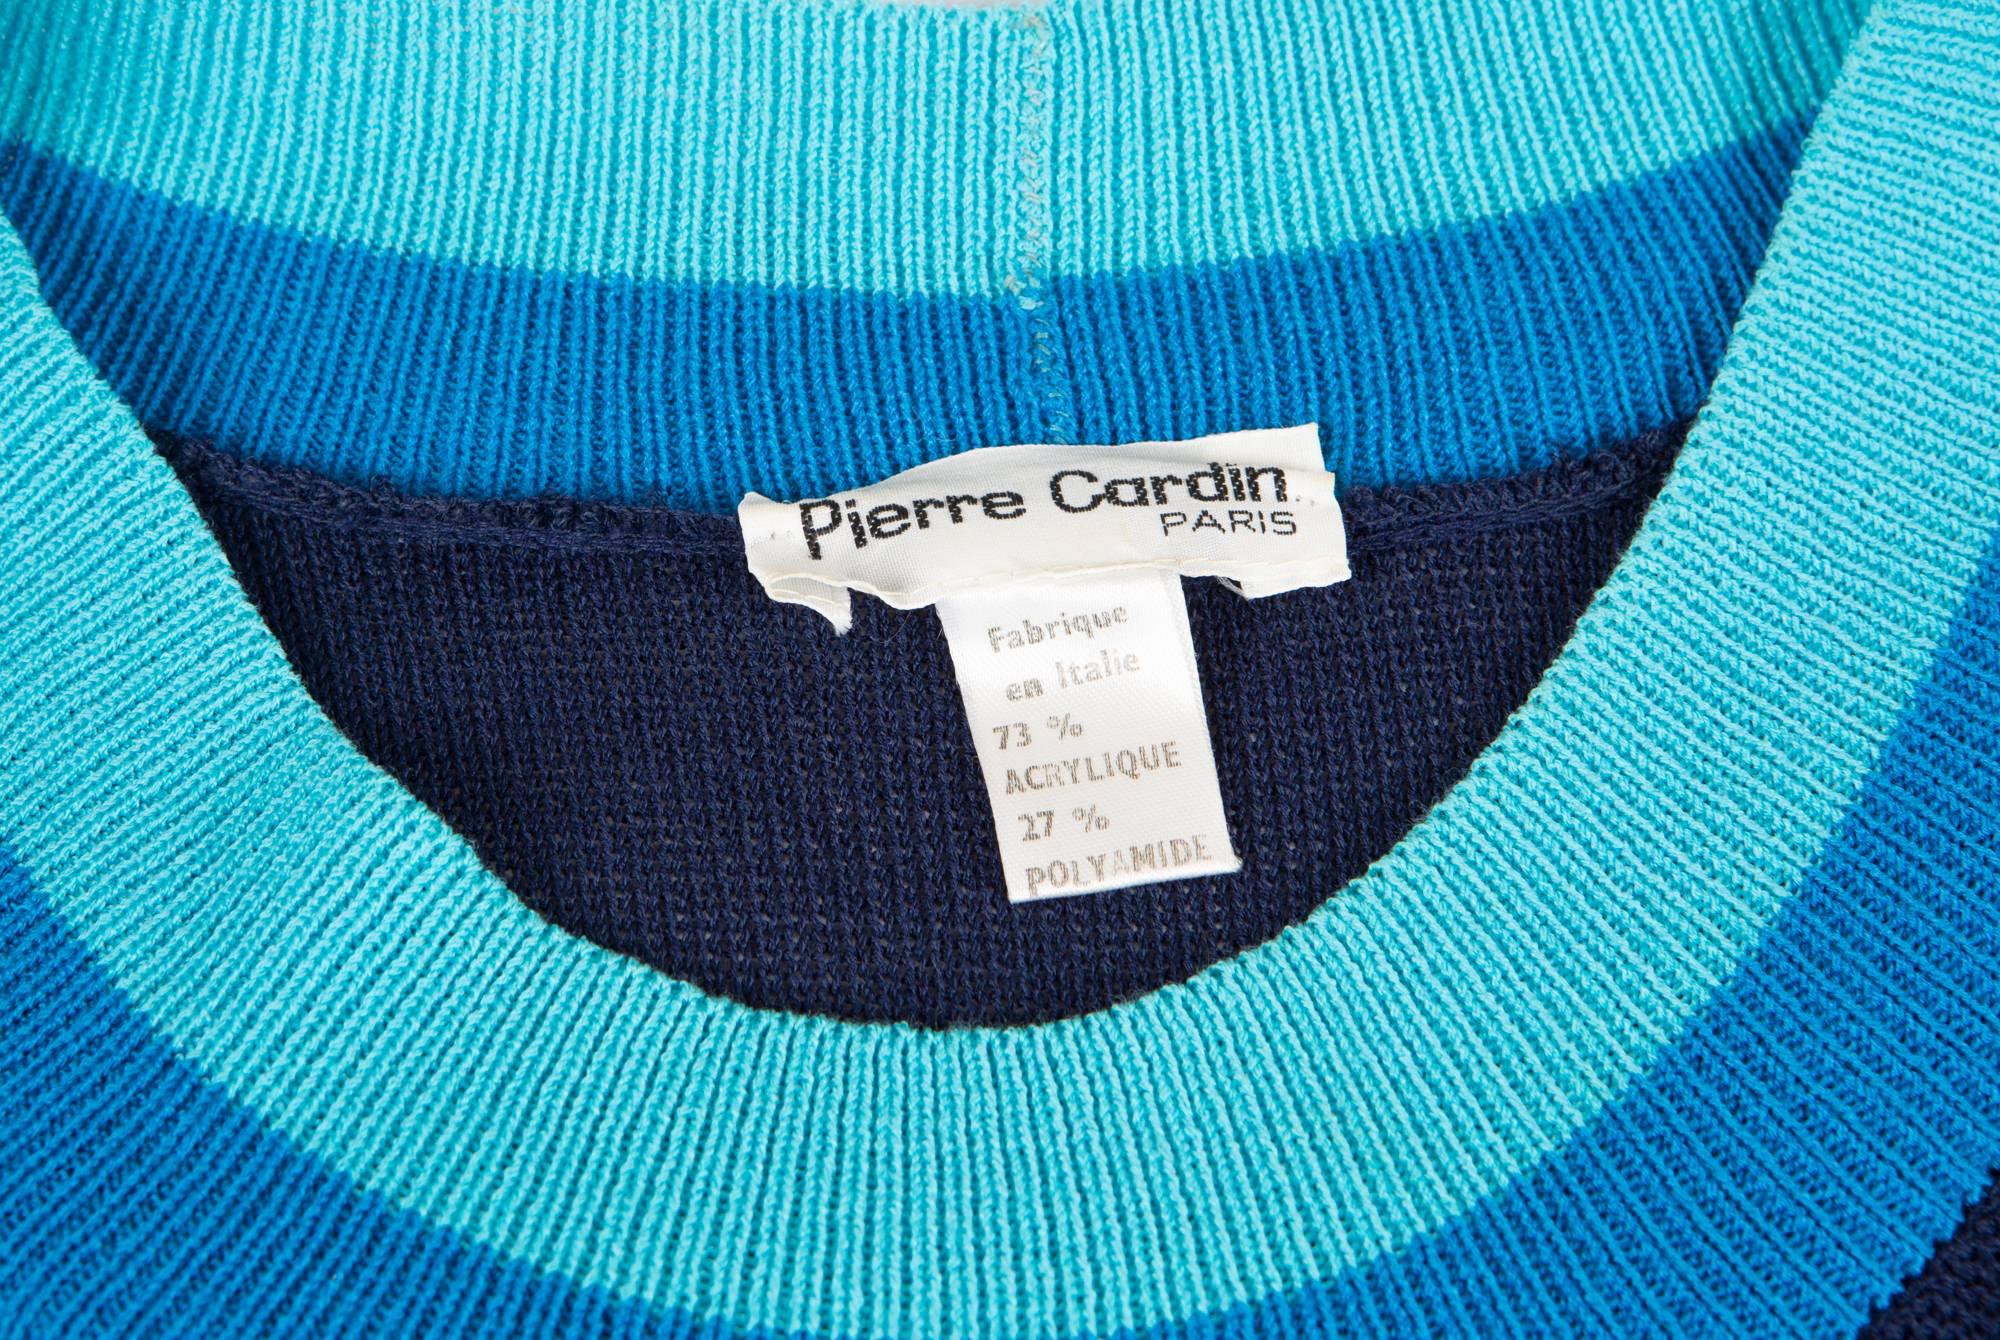 Pierre Cardin
PARIS
Fabrique
en Italie
73 %
ACRYLIQUE
27 %
POLYAMIDE